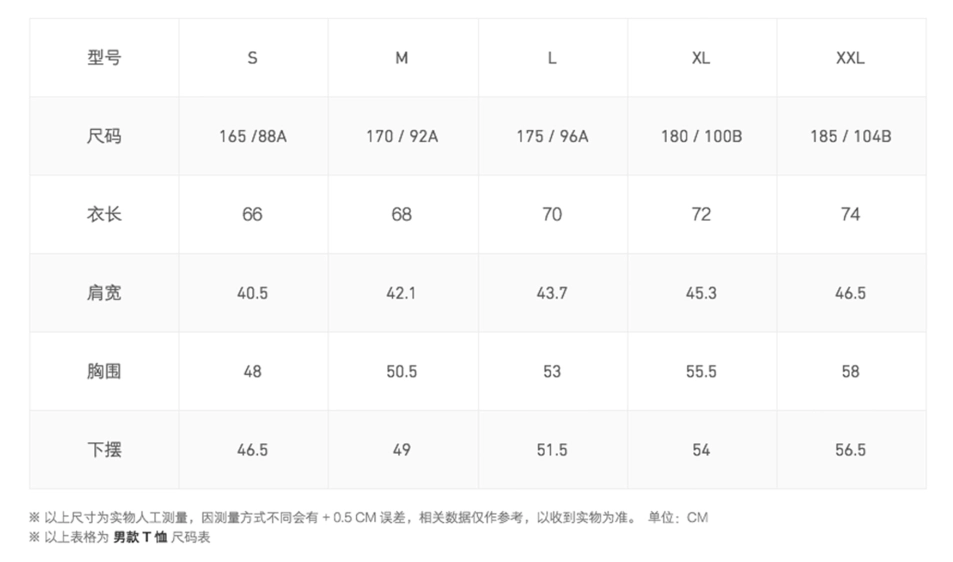 型号 S M L XL XXL
尺码 165 /88A 170 / 92A 175 / 96A 180 / 100B 185 / 104B
衣长 66 68 70 72 74
肩宽 40.5 42.1 43.7 45.3 46.5
胸围 48 50.5 53 55.5 58
下摆 46.5 49 51.5 54 56.5
※ 以上尺寸为实物人工测量，因测量方式不同会有 + 0.5 CM 误差，相关数据仅作参考，以收到实物为准。 单位：CM
※ 以上表格为 男款 T 恤 尺码表